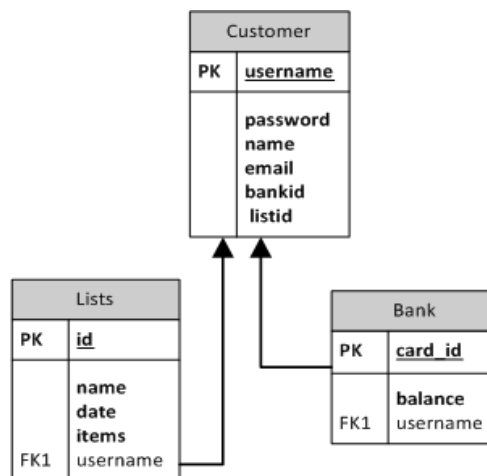 Customer
PK username
password
name
email
bankid
listid
Lists
PK id
name
date
items
FK1 username
Bank
PK card_id
balance
FK1 username